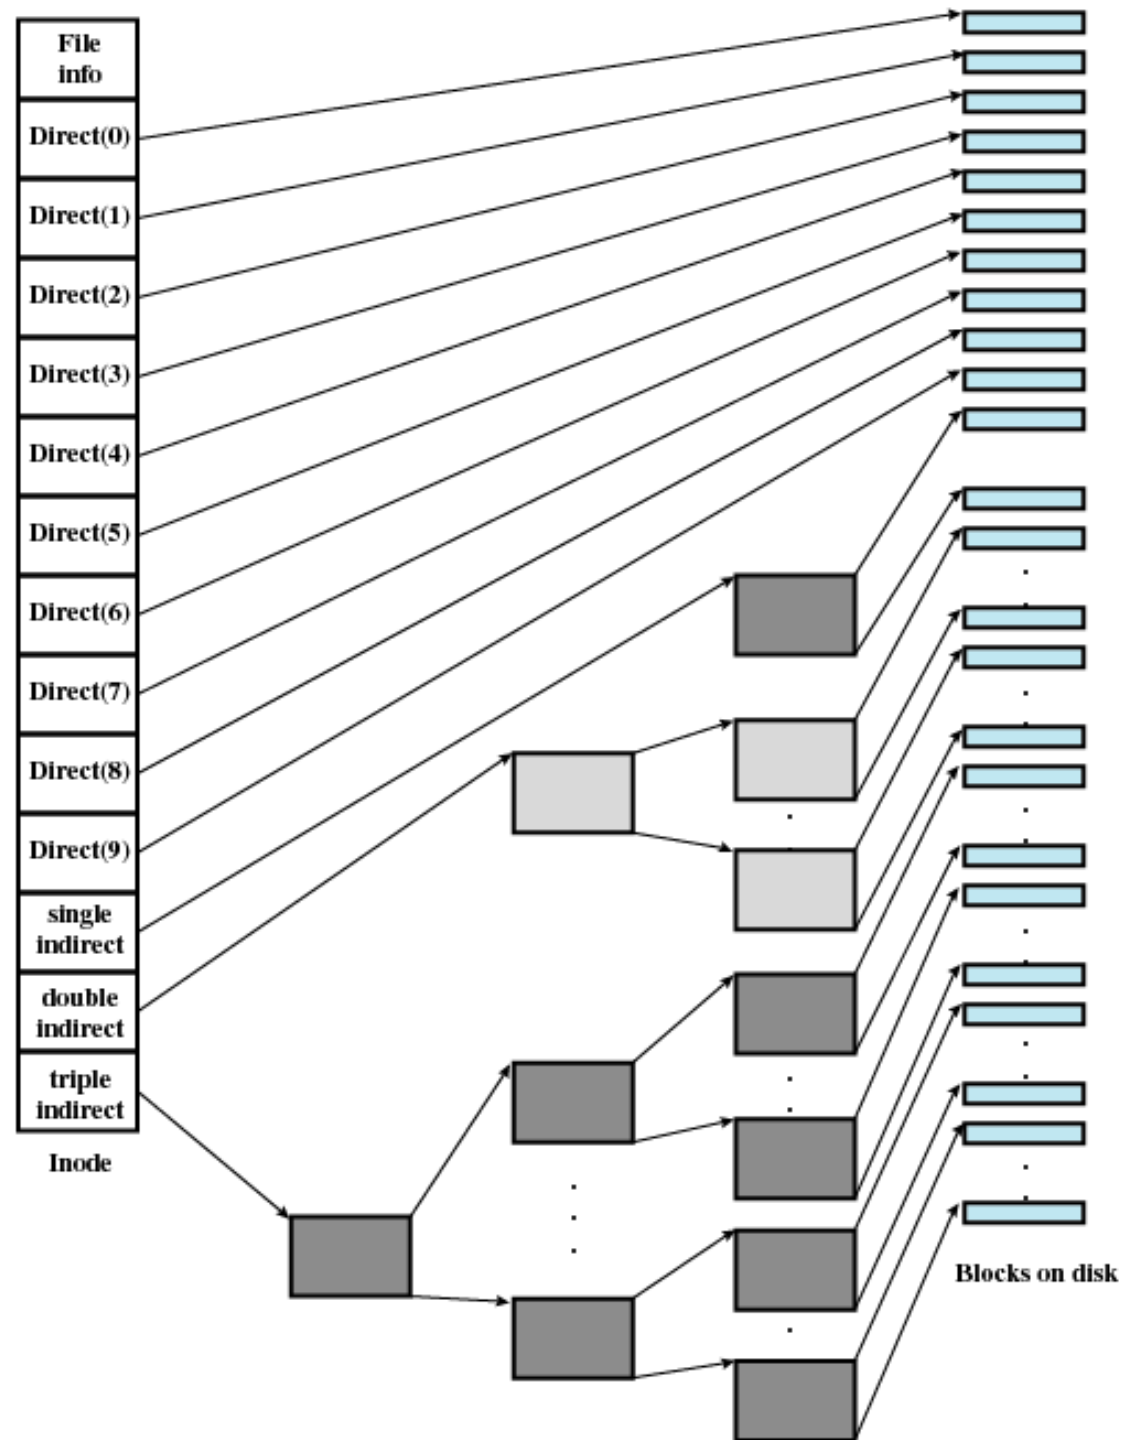 File
info
Direct(0)
Direct(1)
Direct(2)
Direct(3)
Direct(4)
Direct(5)
Direct(6)
Direct(7)
Direct(8)
Direct(9)
single
indirect
double
indirect
triple
indirect
Inode
Blocks on disk